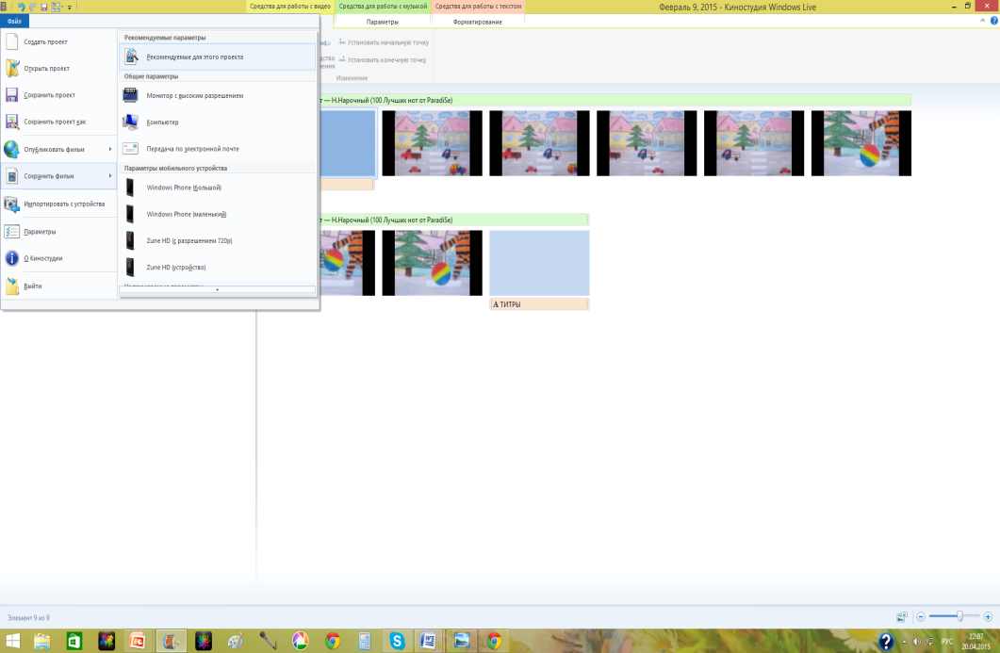 Средства для работы с видео
Средства для работы с музыкой
Средства для работы с текстом
Февраль 9, 2015 - Киностудия Windows Live
Файл
Параметры
Форматирование
Создать проект
Открыть проект
Сохранить проект
Сохранить проект как
Опубликовать фильм
Сохранить фильм
Импортировать с устройства
Параметры
О Киностудии
Выйти
Рекомендуемые параметры
Рекомендуемые для этого проекта
Общие параметры
Монитор с высоким разрешением
Компьютер
Передача по электронной почте
Параметры мобильного устройства
Windows Phone (большой)
Windows Phone (маленький)
Zune HD (с разрешением 720p)
Zune HD (устройство)
Установить начальную точку
Установить конечную точку
Изменение
т — Н.Нарочный (100 Лучших нот от ParadiSe)
т — Н.Нарочный (100 Лучших нот от ParadiSe)
A ТИТРЫ
Элемент 9 из 9
РУС
22:07
20.04.2015